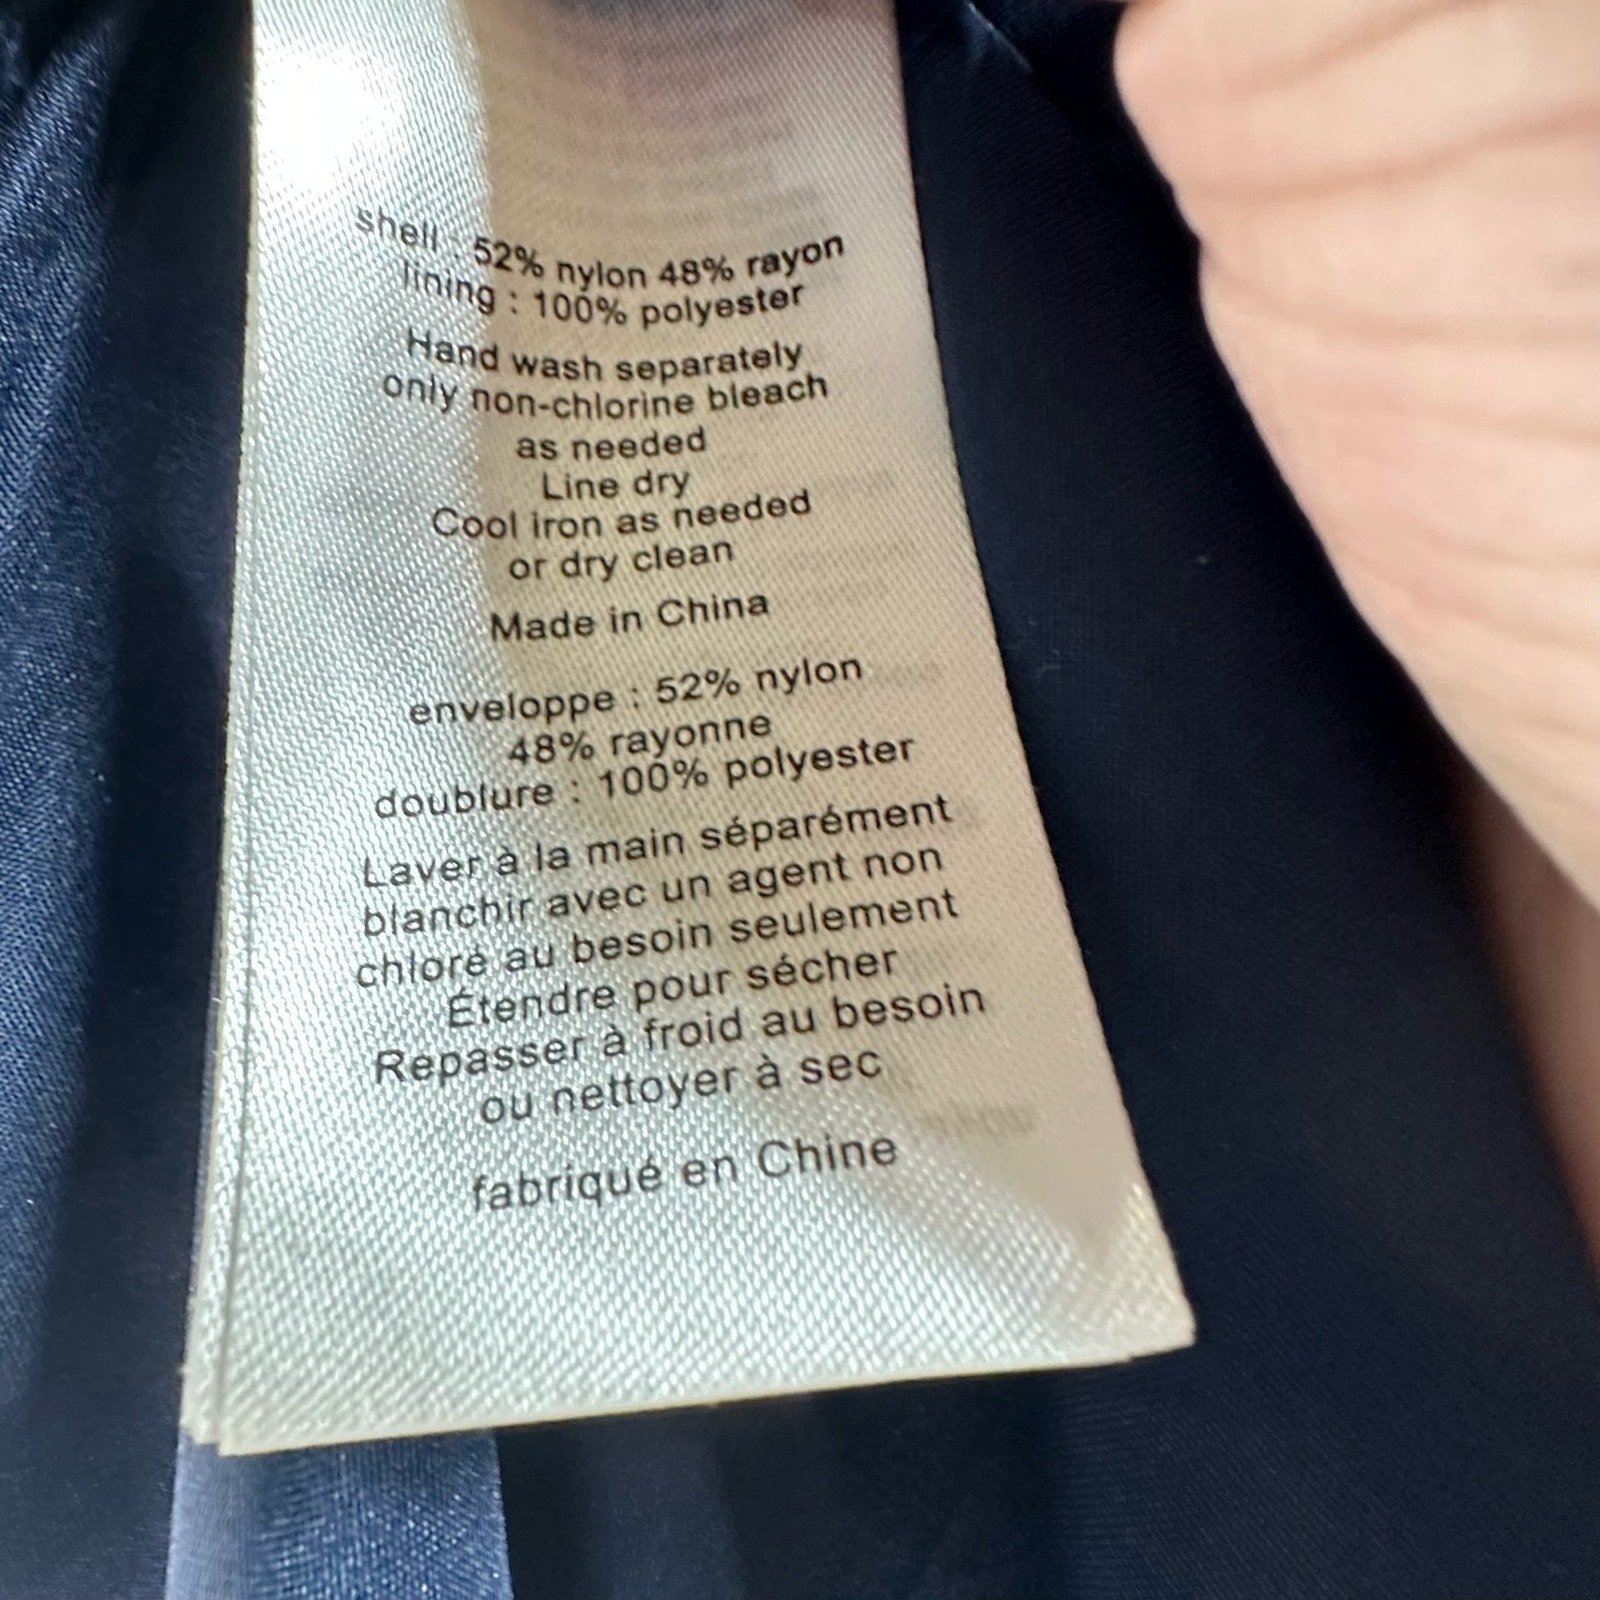 shell : 52% nylon 48% rayon
lining : 100% polyester
Hand wash separately
only non-chlorine bleach
as needed
Line dry
Cool iron as needed
or dry clean
Made in China
enveloppe : 52% nylon
48% rayonne
doublure : 100% polyester
Laver à la main séparément
blanchir avec un agent non
chloré au besoin seulement
Étendre pour sécher
Repasser à froid au besoin
ou nettoyer à sec
fabriqué en Chine